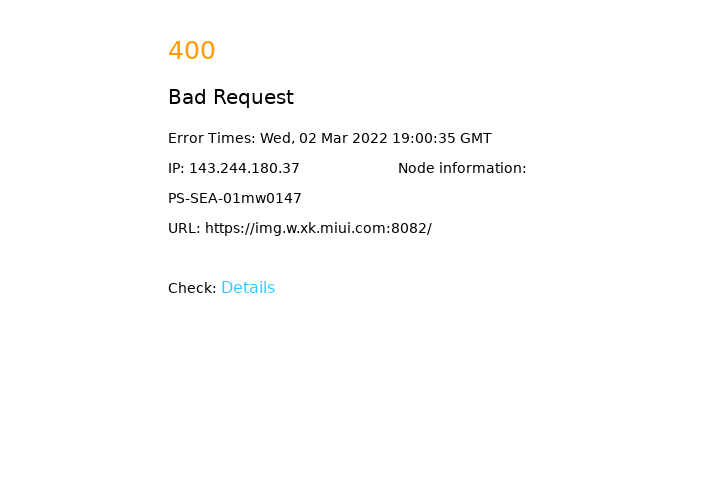 400
Bad Request
Error Times: Wed, 02 Mar 2022 19:00:35 GMT
IP: 143.244.180.37 Node information:
PS-SEA-01mw0147
URL: https://img.w.xk.miui.com:8082/
Check: Details